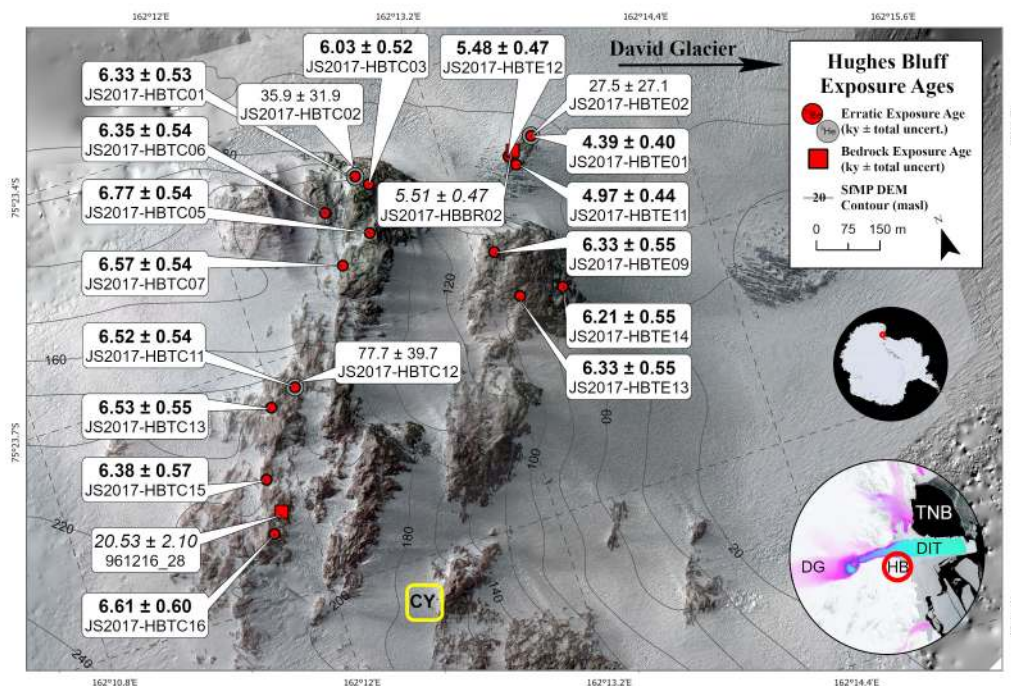 162°12'E
162°13.2'E
162°14.4'E
162°15.6'E
6.03 ± 0.52
JS2017-HBTC03
5.48 ± 0.47
JS2017-HBTE12
David Glacier
6.33 ± 0.53
JS2017-HBTC01
35.9 ± 31.9
JS2017-HBTC02
27.5 ± 27.1
JS2017-HBTE02
6.35 ± 0.54
JS2017-HBTC06
4.39 ± 0.40
JS2017-HBTE01
6.77 ± 0.54
JS2017-HBTC05
5.51 ± 0.47
JS2017-HBBR02
4.97 ± 0.44
JS2017-HBTE11
6.57 ± 0.54
JS2017-HBTC07
6.33 ± 0.55
JS2017-HBTE09
6.21 ± 0.55
JS2017-HBTE14
6.52 ± 0.54
JS2017-HBTC11
77.7 ± 39.7
JS2017-HBTC12
6.33 ± 0.55
JS2017-HBTE13
6.53 ± 0.55
JS2017-HBTC13
6.38 ± 0.57
JS2017-HBTC15
20.53 ± 2.10
961216_28
6.61 ± 0.60
JS2017-HBTC16
CY
Hughes Bluff
Exposure Ages
Erratic Exposure Age
(ky ± total uncert.)
He
Bedrock Exposure Age
(ky ± total uncert)
20
SfMP DEM
Contour (masl)
0 75 150 m
N
75°23.4'S
75°23.7'S
80
120
160
60
100
220
180
200
140
20
240
TNB
DIT
DG
HB
162°10.8'E
162°12'E
162°13.2'E
162°14.4'E